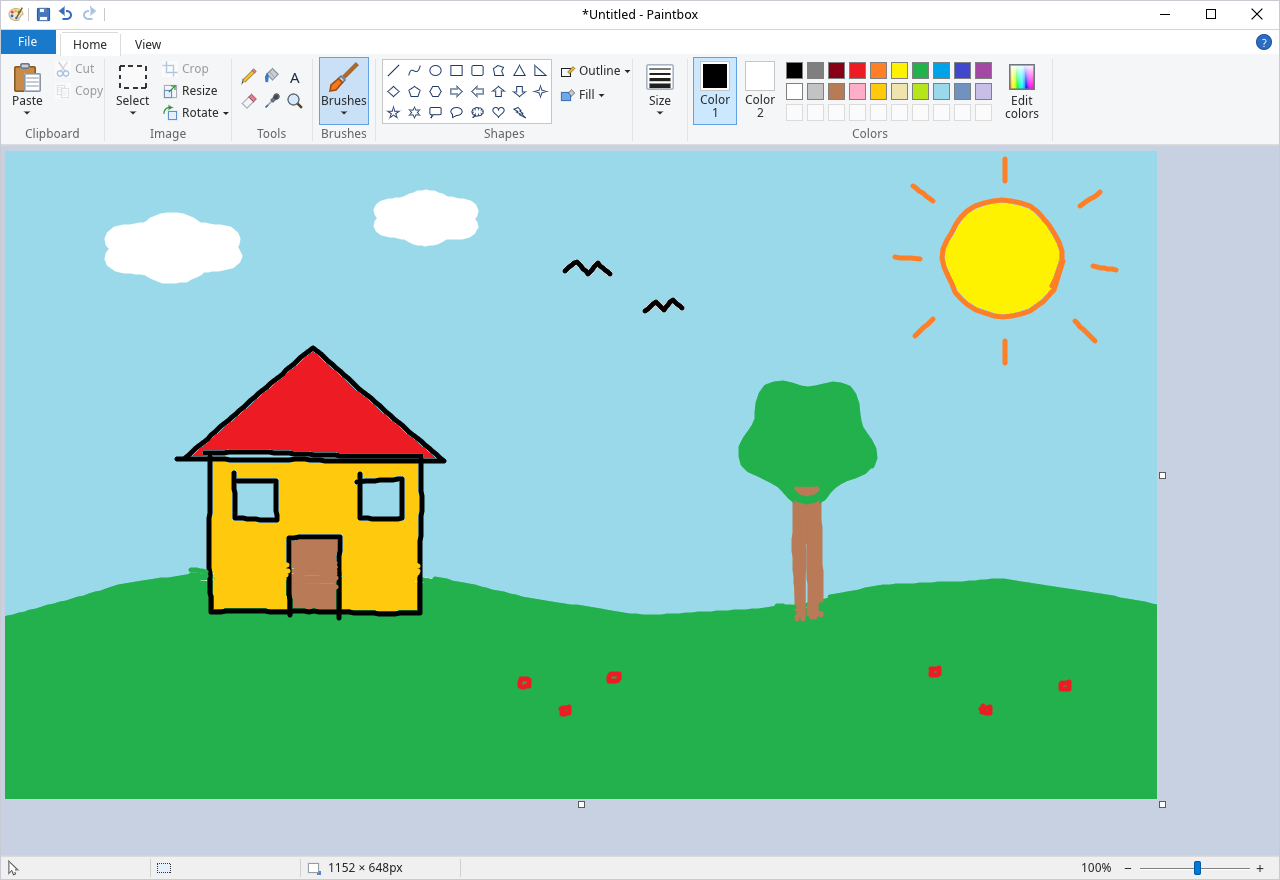 *Untitled - Paintbox
File Home View
?
Paste
Cut
Copy
Clipboard
Select
Crop
Resize
Rotate
Image
A
Tools
Brushes
Brushes
Outline
Fill
Shapes
Size
Color 1
Color 2
Edit colors
Colors
1152 × 648px
100% − +